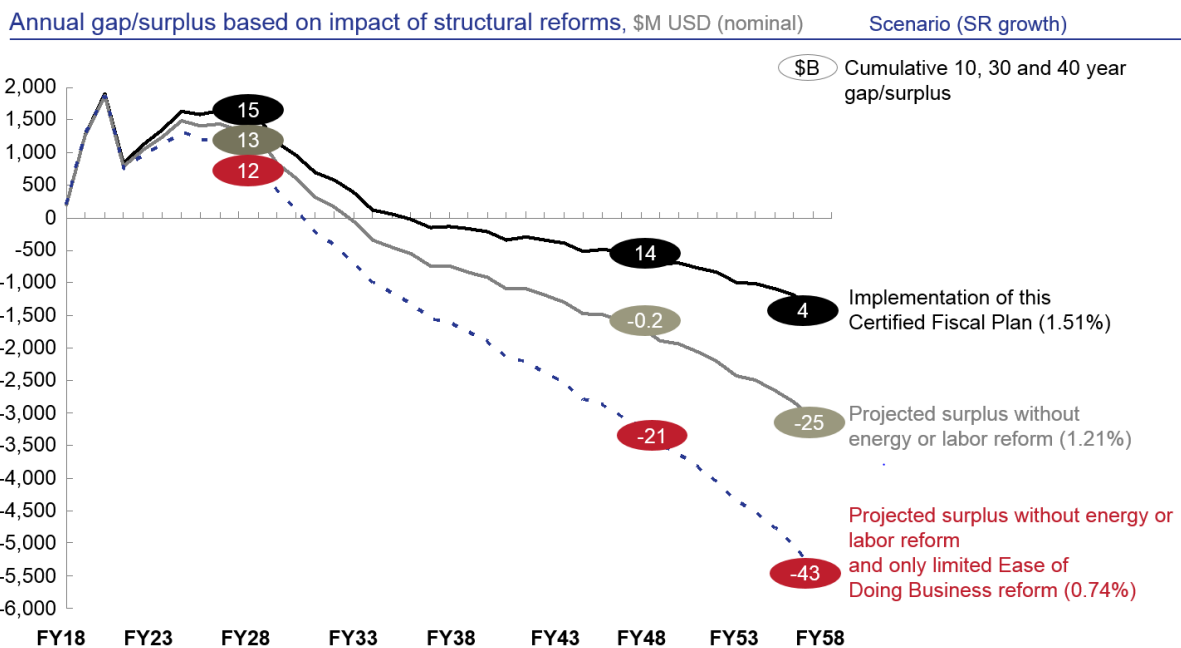 Annual gap/surplus based on impact of structural reforms, $M USD (nominal)
Scenario (SR growth)
$B
Cumulative 10, 30 and 40 year
gap/surplus
2,000
1,500
1,000
500
0
-500
-1,000
-1,500
-2,000
-2,500
-3,000
-3,500
-4,000
-4,500
-5,000
-5,500
-6,000
15
13
12
14
-0.2
-21
4
-25
-43
Implementation of this
Certified Fiscal Plan (1.51%)
Projected surplus without
energy or labor reform (1.21%)
Projected surplus without energy or
labor reform
and only limited Ease of
Doing Business reform (0.74%)
FY18
FY23
FY28
FY33
FY38
FY43
FY48
FY53
FY58